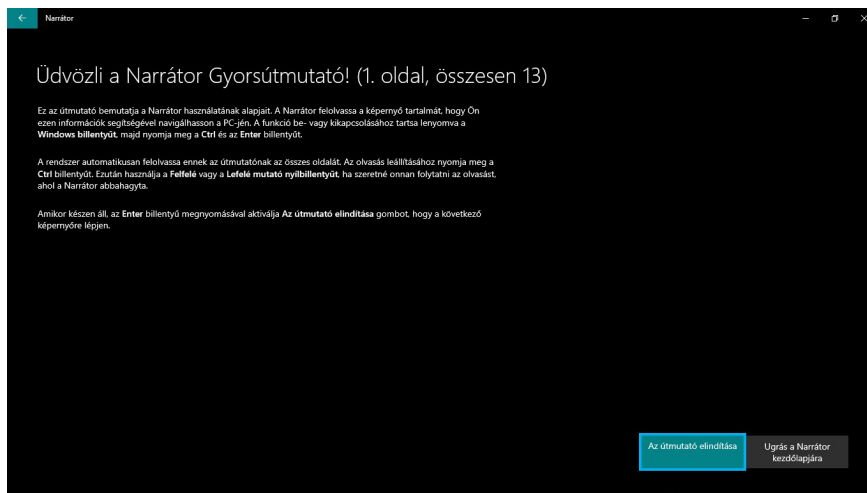 Narrátor
Üdvözli a Narrátor Gyorsútmutató! (1. oldal, összesen 13)
Ez az útmutató bemutatja a Narrátor használatának alapjait. A Narrátor felolvassa a képernyő tartalmát, hogy Ön
ezen információk segítségével navigálhasson a PC-jén. A funkció be- vagy kikapcsolásához tartsa lenyomva a
Windows billentyűt, majd nyomja meg a Ctrl és az Enter billentyűt.
A rendszer automatikusan felolvassa ennek az útmutatónak az összes oldalát. Az olvasás leállításához nyomja meg a
Ctrl billentyűt. Ezután használja a Felfelé vagy a Lefelé mutató nyílbillentyűt, ha szeretné onnan folytatni az olvasást,
ahol a Narrátor abbahagyta.
Amikor készen áll, az Enter billentyű megnyomásával aktiválja Az útmutató elindítása gombot, hogy a következő
képernyőre lépjen.
Az útmutató elindítása
Ugrás a Narrátor
kezdőlapjára